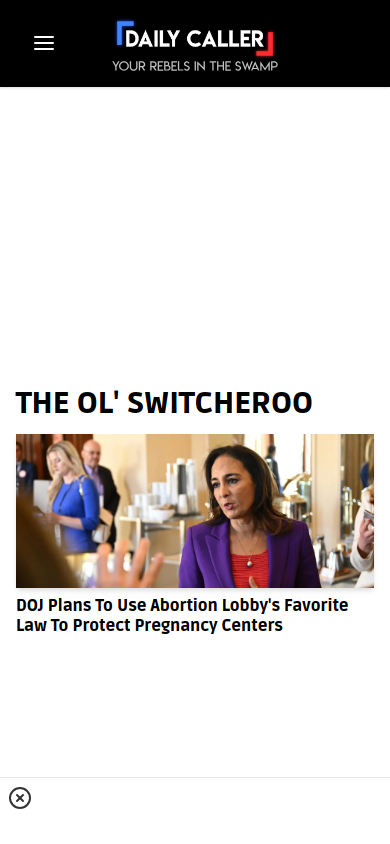 DAILY CALLER
YOUR REBELS IN THE SWAMP
THE OL' SWITCHEROO
DOJ Plans To Use Abortion Lobby's Favorite
Law To Protect Pregnancy Centers